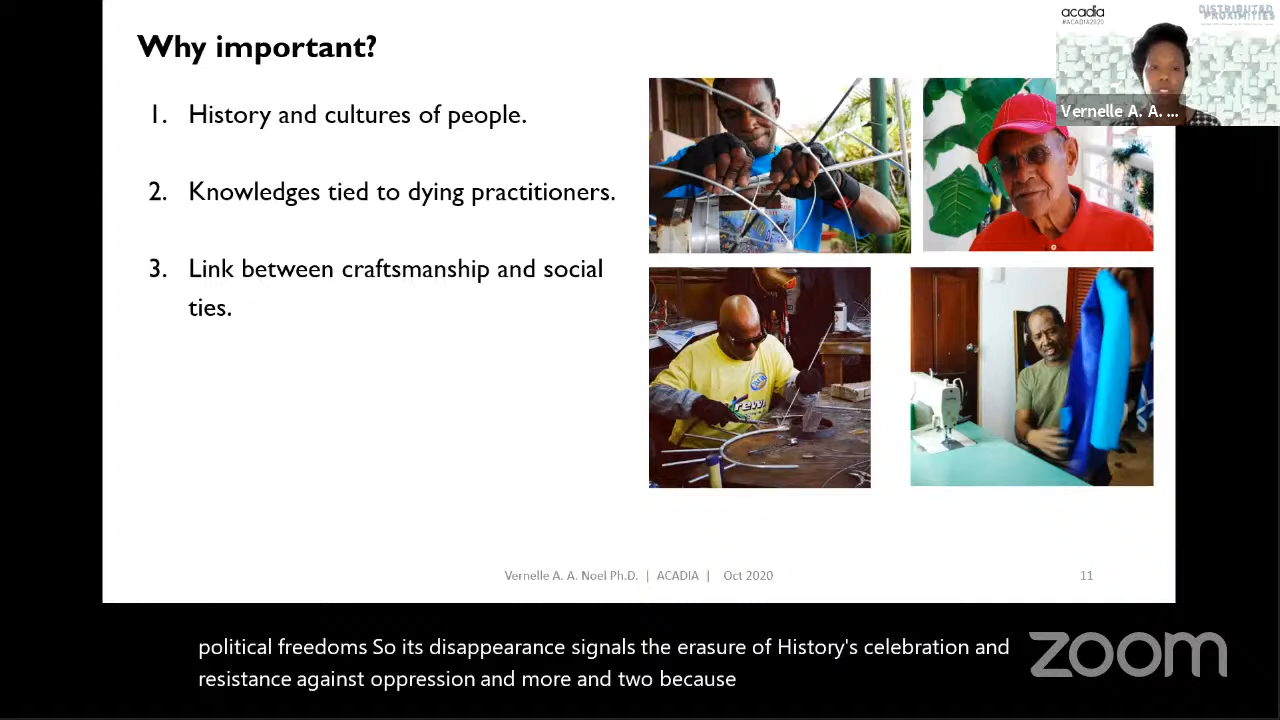 Why important?
1. History and cultures of people.
2. Knowledges tied to dying practitioners.
3. Link between craftsmanship and social
ties.
acadia
#ACADIA2020
DISTRIBUTED
PROXIMITIES
Vernelle A. A. ...
Vernelle A. A. Noel Ph.D. | ACADIA | Oct 2020
11
political freedoms So its disappearance signals the erasure of History's celebration and
resistance against oppression and more and two because
zoom